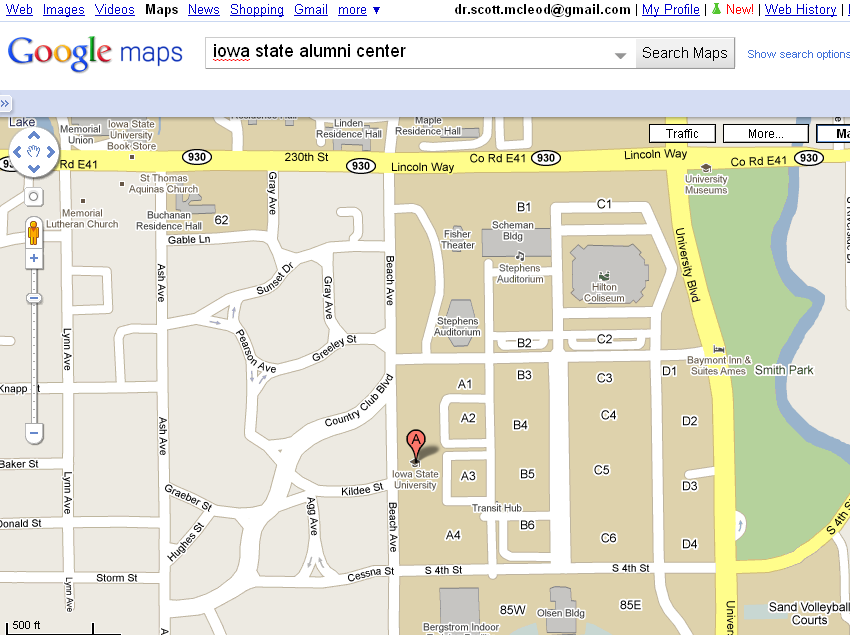 Web Images Videos Maps News Shopping Gmail more ▼ dr.scott.mcleod@gmail.com | My Profile | New! | Web History |
Google maps
iowa state alumni center
Search Maps
Show search options
»
Lake
Memorial
Union
Iowa State
University
Book Store
Linden
Residence Hall
Maple
Residence Hall
Traffic
More...
Rd E41
930
230th St
930
Lincoln Way
Co Rd E41
930
Lincoln Way
Co Rd E41
930
St Thomas
Aquinas Church
Gray Ave
University
Museums
Memorial
Lutheran Church
Buchanan
Residence Hall
62
Gable Ln
B1
C1
Scheman
Bldg
Fisher
Theater
University Blvd
Ash Ave
Sunset Dr
Gray Ave
Beach Ave
Stephens
Auditorium
Hilton
Coliseum
Stephens
Auditorium
Lynn Ave
Pearson Ave
Greeley St
B2
C2
Baymont Inn &
Suites Ames
Smith Park
D1
B3
C3
A1
Knapp St
Country Club Blvd
A2
B4
C4
D2
Ash Ave
A
Baker St
Iowa State
University
A3
B5
C5
Lynn Ave
Graeber St
Kildee St
D3
Agg Ave
Beach Ave
Transit Hub
Donald St
Hughes St
B6
A4
C6
D4
S 4th St
Storm St
Cessna St
S 4th St
S 4th St
Lynn Ave
85W
Olsen Bldg
85E
Sand Volleyball
Courts
500 ft
Bergstrom Indoor